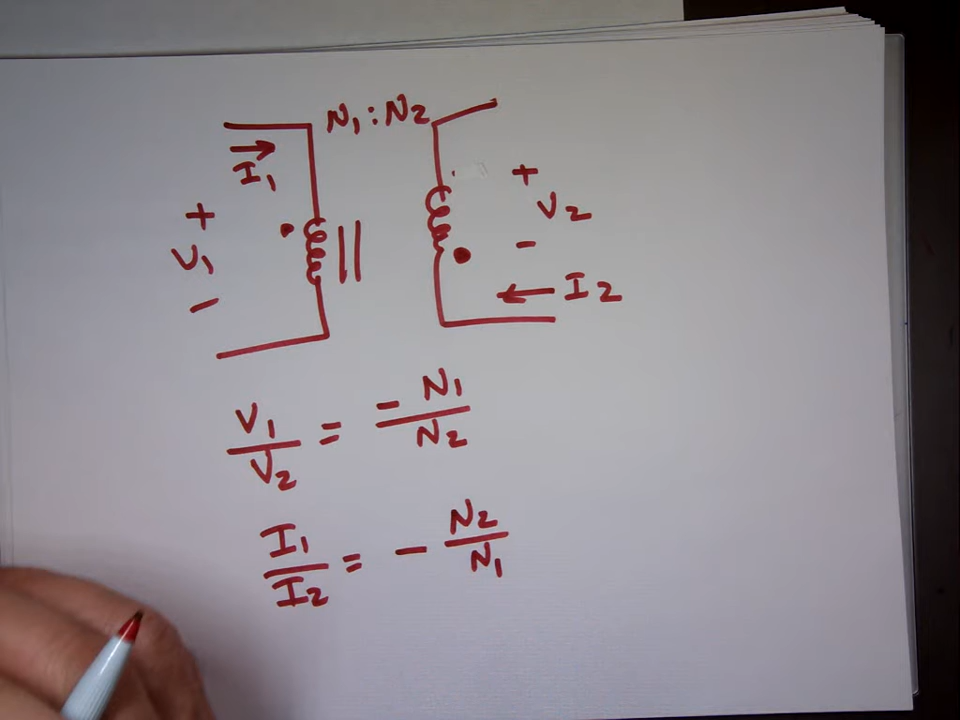 N1 : N2
I1
+
V1
-
+
V2
-
I2
V1/V2 = -N1/N2
I1/I2 = - N2/N1